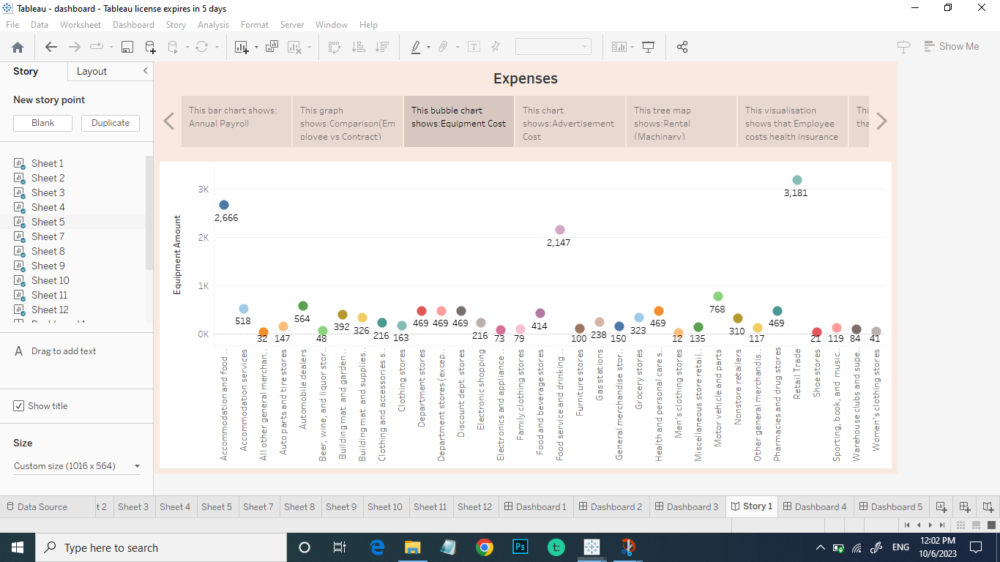 Tableau - dashboard - Tableau license expires in 5 days
File Data Worksheet Dashboard Story Analysis Format Server Window Help
Show Me
Story Layout
New story point
Blank Duplicate
Sheet 1
Sheet 2
Sheet 3
Sheet 4
Sheet 5
Sheet 7
Sheet 8
Sheet 9
Sheet 10
Sheet 11
Sheet 12
A Drag to add text
Show title
Size
Custom size (1016 x 564)
Expenses
This bar chart shows:
Annual Payroll
This graph
shows:Comparison(Em
ployee vs Contract)
This bubble chart
shows:Equipment Cost
This chart
shows:Advertisement
Cost
This tree map
shows:Rental
(Machinary)
This visualisation
shows that Employee
costs health insurance
Thi
tha
Equipment Amount
3K
2K
1K
0K
2,666
518
32
147
564
48
392
326
216
163
469
469
469
216
73
79
414
2,147
100
238
150
323
469
12
135
768
310
117
469
3,181
21
119
84
41
Accommodation and food ..
Accommodation services
All other general merchan..
Auto parts and tire stores
Automobile dealers
Beer, wine, and liquor stor..
Building mat. and garden ..
Building mat. and supplies..
Clothing and accessories s..
Clothing stores
Department stores
Department stores (excep..
Discount dept. stores
Electronic shopping
Electronics and appliance..
Family clothing stores
Food and beverage stores
Food service and drinking ..
Furniture stores
Gas stations
General merchandise stor..
Grocery stores
Health and personal care s..
Men's clothing stores
Miscellaneous store retail..
Motor vehicle and parts
Nonstore retailers
Other general merchandis..
Pharmacies and drug stores
Retail Trade
Shoe stores
Sporting, book, and music..
Warehouse clubs and supe..
Women's clothing stores
Data Source t 2 Sheet 3 Sheet 4 Sheet 5 Sheet 7 Sheet 8 Sheet 9 Sheet 10 Sheet 11 Sheet 12 Dashboard 1 Dashboard 2 Dashboard 3 Story 1 Dashboard 4 Dashboard 5
Type here to search
Ps
t:
ENG
12:02 PM
10/6/2023